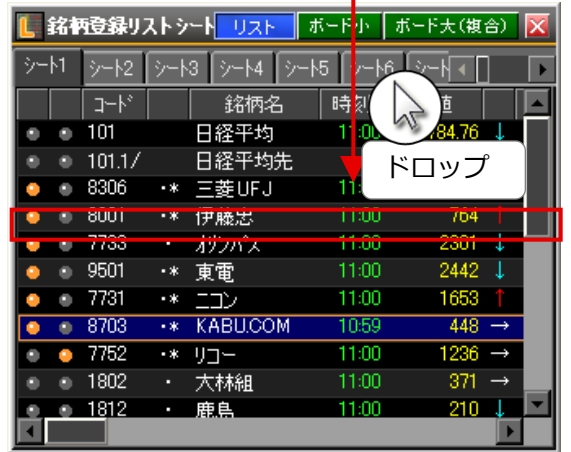 L 銘柄登録リストシート リスト ボード小 ボード大(複合)
シート1 シート2 シート3 シート4 シート5 シート6
コード 銘柄名 時刻 値
101 日経平均 11:00 784.76 ↓
ドロップ
101.1/ 日経平均先
8306 ・* 三菱UFJ
8001 ・* 伊藤忠 11:00 764 ↑
7733 ・ オリンパス 11:00 2361 ↓
9501 ・* 東電 11:00 2442 ↓
7731 ・* ニコン 11:00 1653 ↑
8703 ・* KABU.COM 10:59 448 →
7752 ・* リコー 11:00 1236 →
1802 ・ 大林組 11:00 371 →
1812 ・ 鹿島 11:00 210 ↓